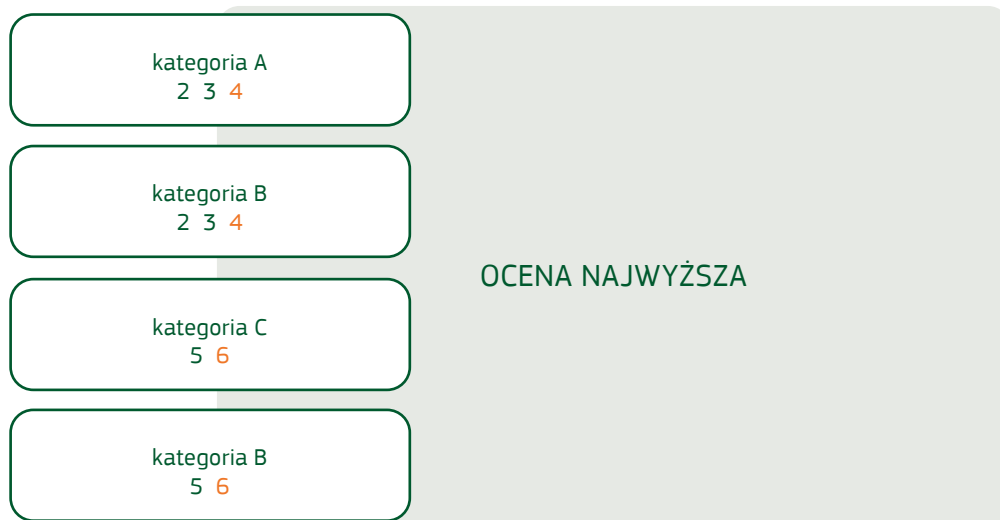 kategoria A
2 3 4
kategoria B
2 3 4
kategoria C
5 6
kategoria B
5 6
OCENA NAJWYŻSZA